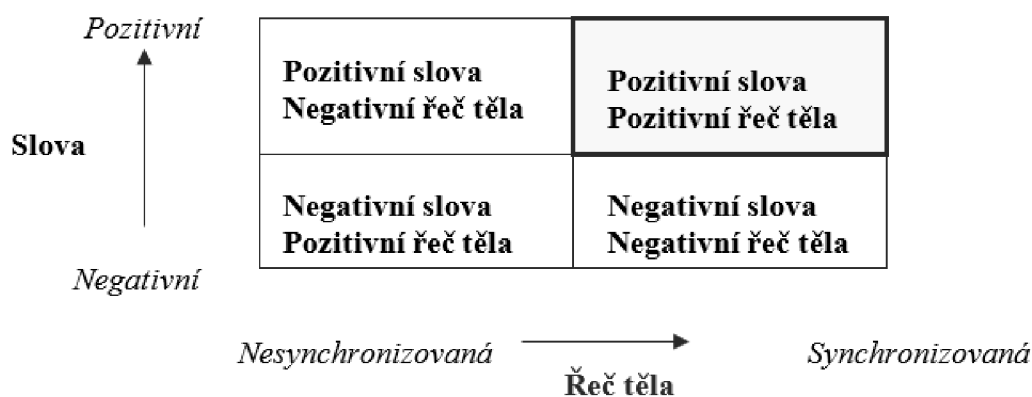 Pozitivní
Pozitivní slova
Negativní řeč těla
Pozitivní slova
Pozitivní řeč těla
Slova
Negativní slova
Pozitivní řeč těla
Negativní slova
Negativní řeč těla
Negativní
Nesynchronizovaná
Synchronizovaná
Řeč těla